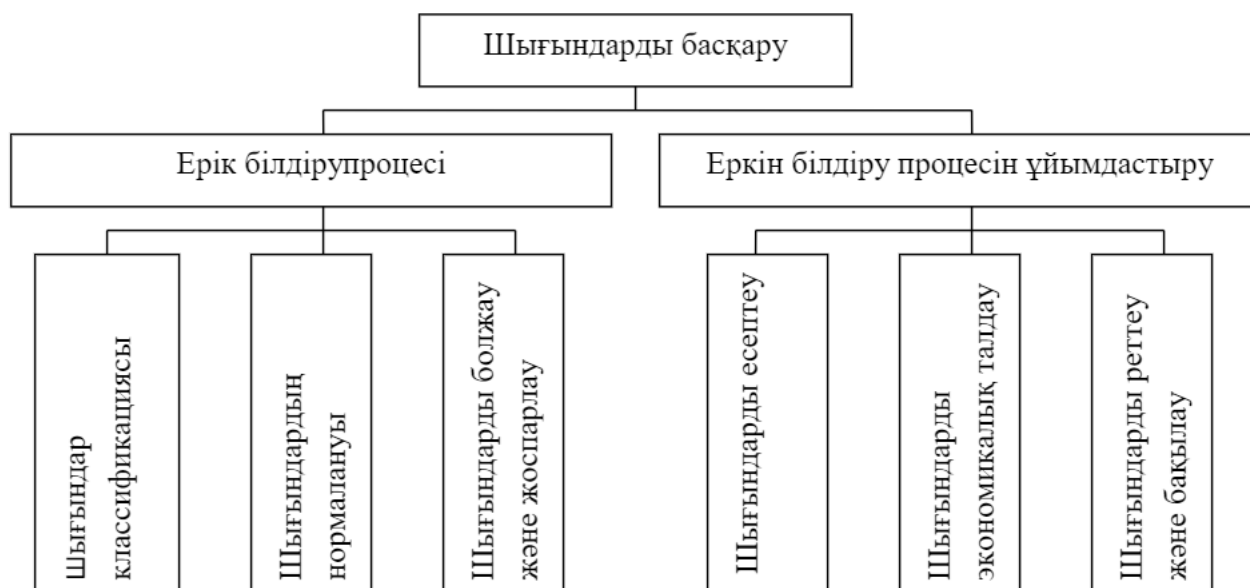 Шығындарды басқару
Ерік білдірупроцесі
Еркін білдіру процесін ұйымдастыру
Шығындар
классификациясы
Шығындардың
нормалануы
Шығындарды болжау
және жоспарлау
Шығындарды есептеу
Шығындарды
экономикалық талдау
Шығындарды реттеу
және бақылау